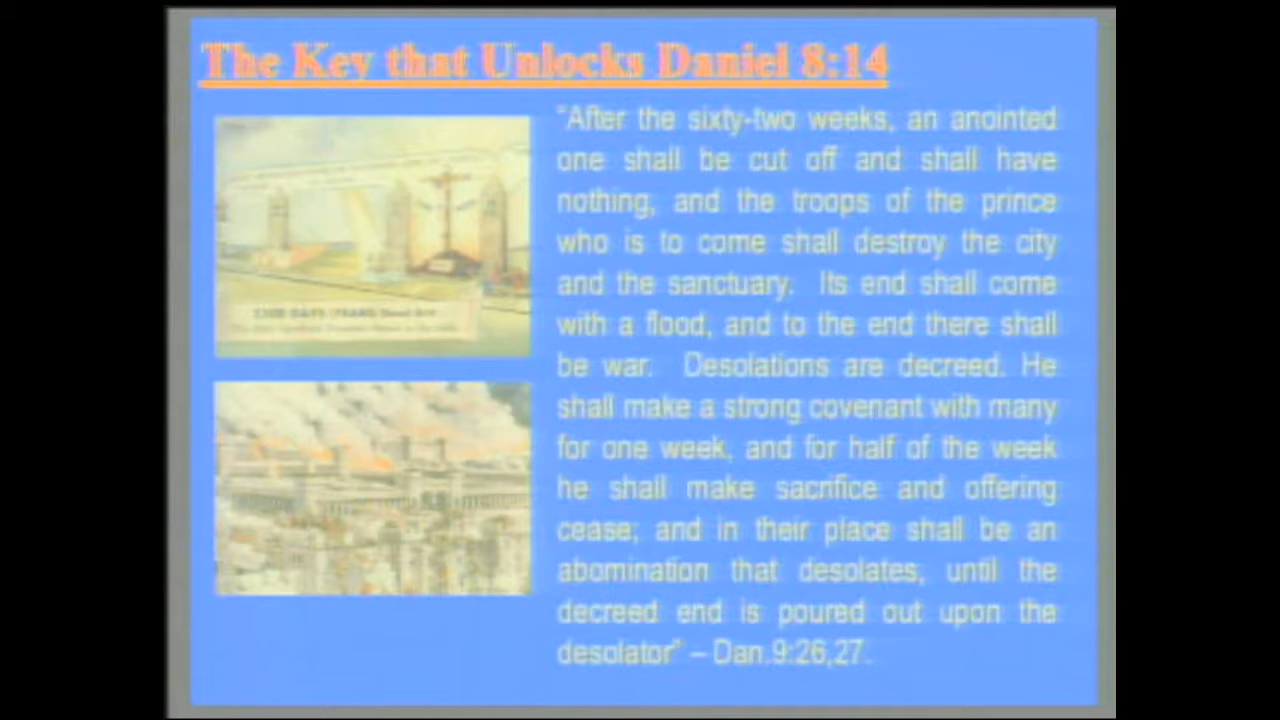 The Key that Unlocks Daniel 8:14
"After the sixty-two weeks, an anointed
one shall be cut off and shall have
nothing, and the troops of the prince
who is to come shall destroy the city
and the sanctuary. Its end shall come
with a flood, and to the end there shall
be war. Desolations are decreed. He
shall make a strong covenant with many
for one week, and for half of the week
he shall make sacrifice and offering
cease; and in their place shall be an
abomination that desolates, until the
decreed end is poured out upon the
desolator" – Dan.9:26,27.
2300 DAYS (YEARS)